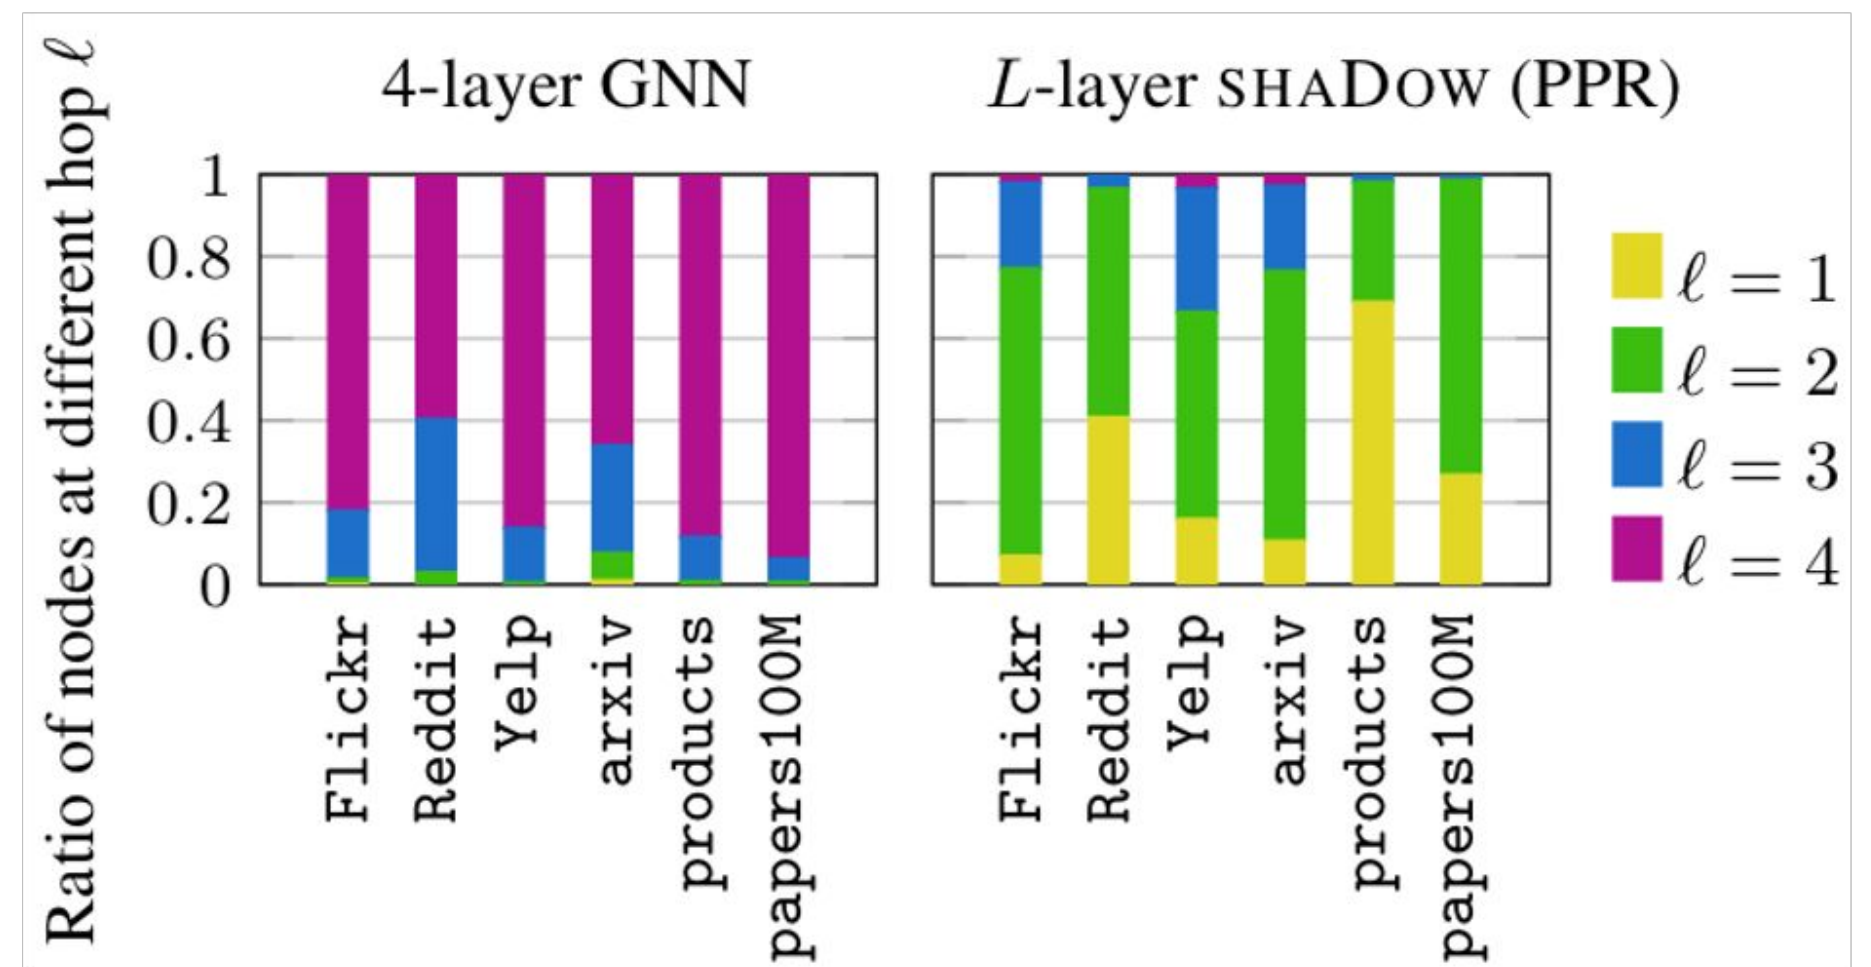 Ratio of nodes at different hop ℓ
4-layer GNN
L-layer SHADOW (PPR)
1
0.8
0.6
0.4
0.2
0
Flickr
Reddit
Yelp
arxiv
products
papers100M
Flickr
Reddit
Yelp
arxiv
products
papers100M
ℓ = 1
ℓ = 2
ℓ = 3
ℓ = 4